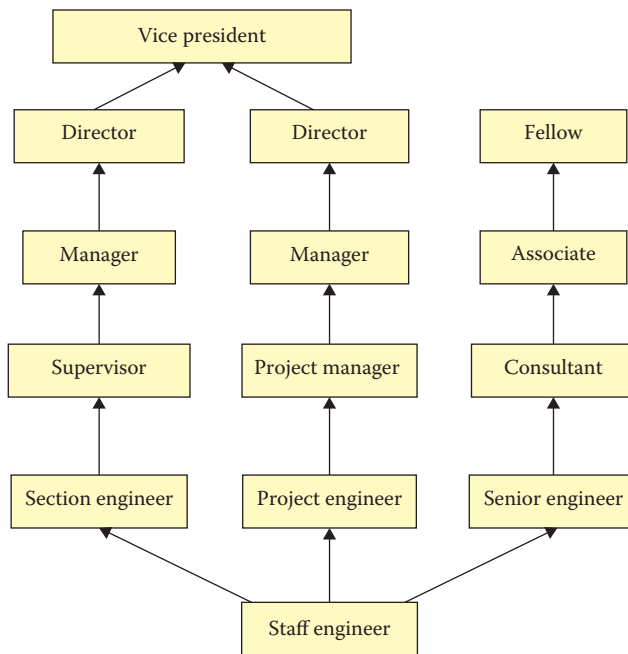 Vice president
Director
Director
Fellow
Manager
Manager
Associate
Supervisor
Project manager
Consultant
Section engineer
Project engineer
Senior engineer
Staff engineer